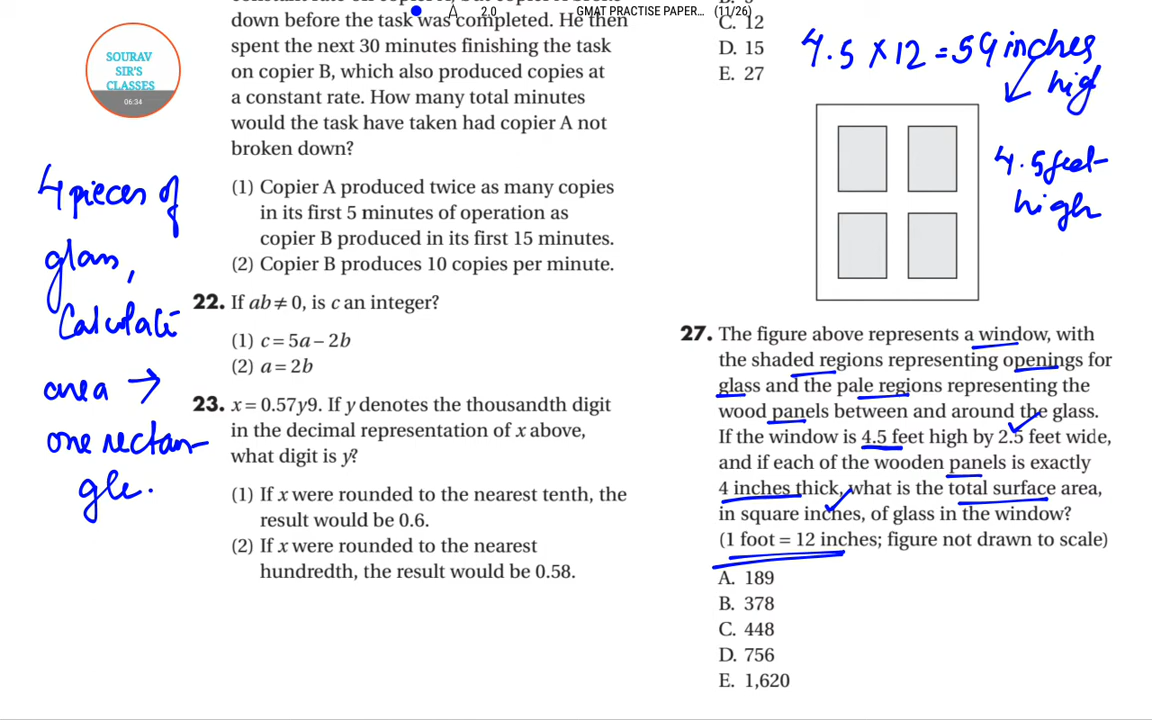 GMAT PRACTISE PAPER... (11/26)
2.0
SOURAV
SIR'S
CLASSES
06:34
down before the task was completed. He then
spent the next 30 minutes finishing the task
on copier B, which also produced copies at
a constant rate. How many total minutes
would the task have taken had copier A not
broken down?
(1) Copier A produced twice as many copies
in its first 5 minutes of operation as
copier B produced in its first 15 minutes.
(2) Copier B produces 10 copies per minute.
22. If ab ≠ 0, is c an integer?
(1) c = 5a – 2b
(2) a = 2b
23. x = 0.57y9. If y denotes the thousandth digit
in the decimal representation of x above,
what digit is y?
(1) If x were rounded to the nearest tenth, the
result would be 0.6.
(2) If x were rounded to the nearest
hundredth, the result would be 0.58.
4 pieces of
glass,
Calculate
area →
one rectan-
gle.
C. 12
D. 15
E. 27
4.5 × 12 = 54 inches
high
4.5 feet-
high
27. The figure above represents a window, with
the shaded regions representing openings for
glass and the pale regions representing the
wood panels between and around the glass.
If the window is 4.5 feet high by 2.5 feet wide,
and if each of the wooden panels is exactly
4 inches thick, what is the total surface area,
in square inches, of glass in the window?
(1 foot = 12 inches; figure not drawn to scale)
A. 189
B. 378
C. 448
D. 756
E. 1,620